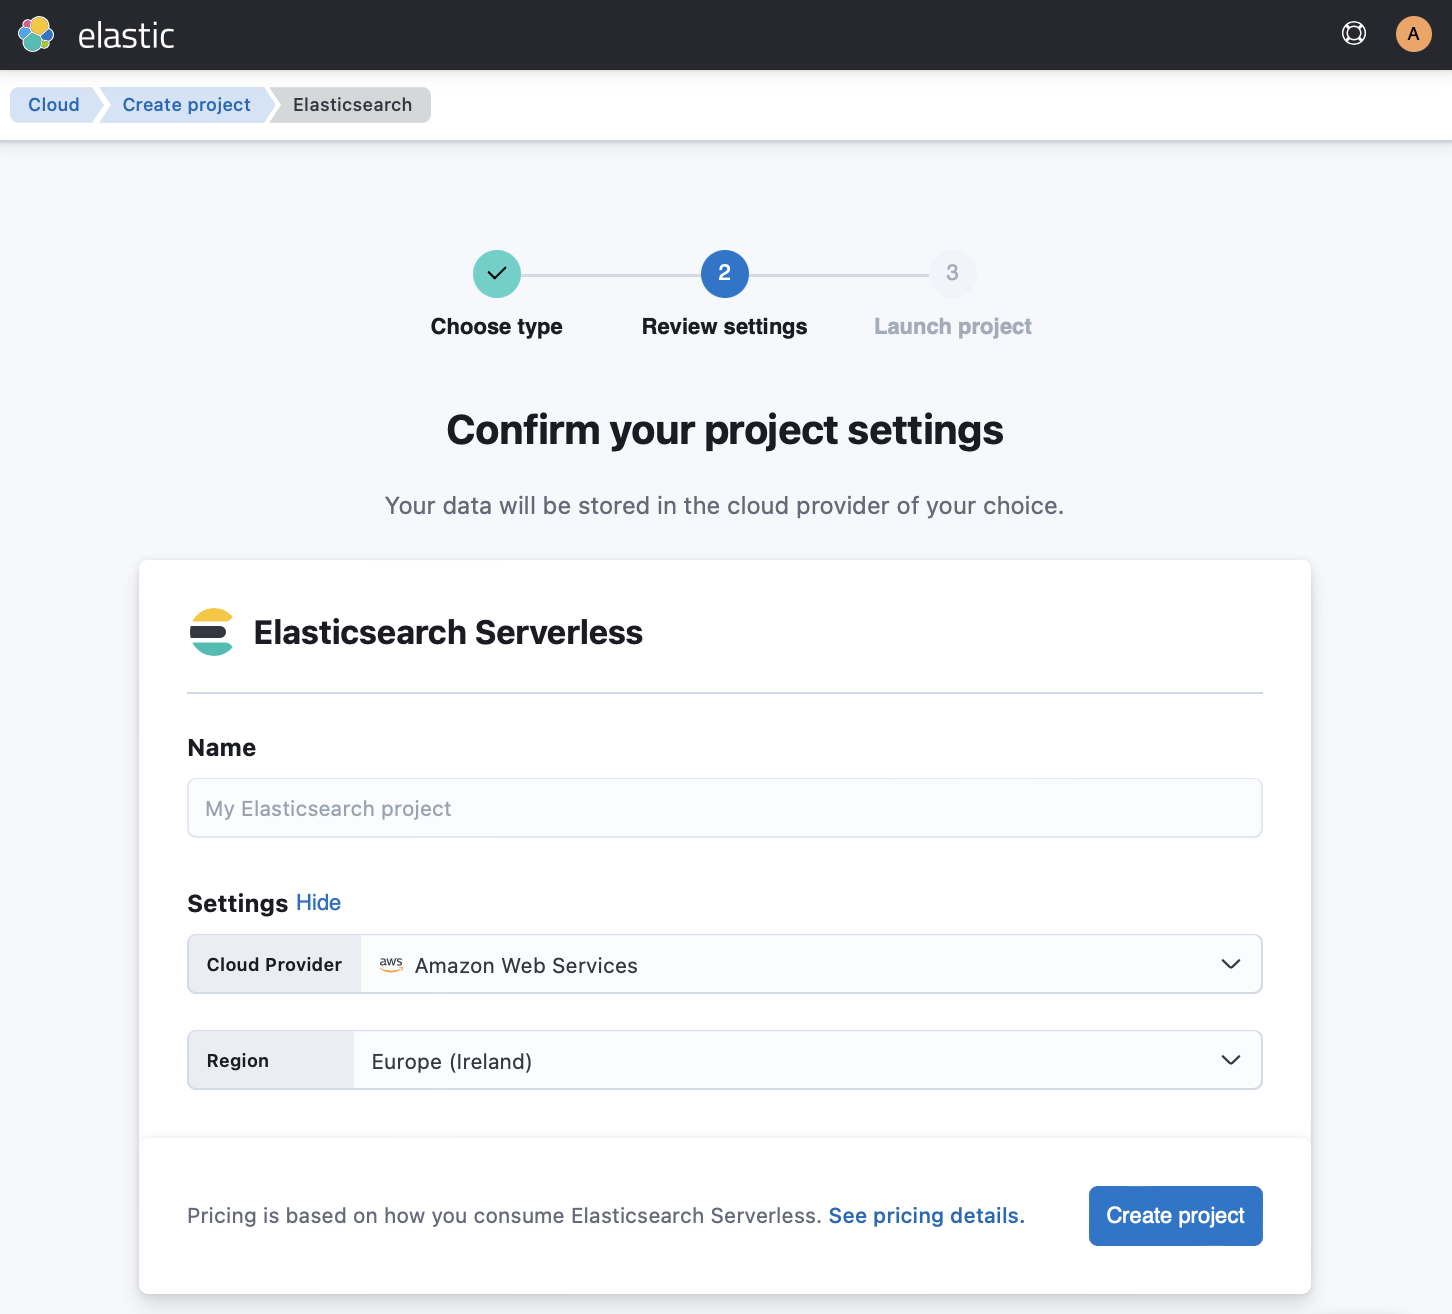 elastic
A
Cloud
Create project
Elasticsearch
2
3
Choose type
Review settings
Launch project
Confirm your project settings
Your data will be stored in the cloud provider of your choice.
Elasticsearch Serverless
Name
My Elasticsearch project
Settings Hide
Cloud Provider
aws
Amazon Web Services
Region
Europe (Ireland)
Pricing is based on how you consume Elasticsearch Serverless. See pricing details.
Create project